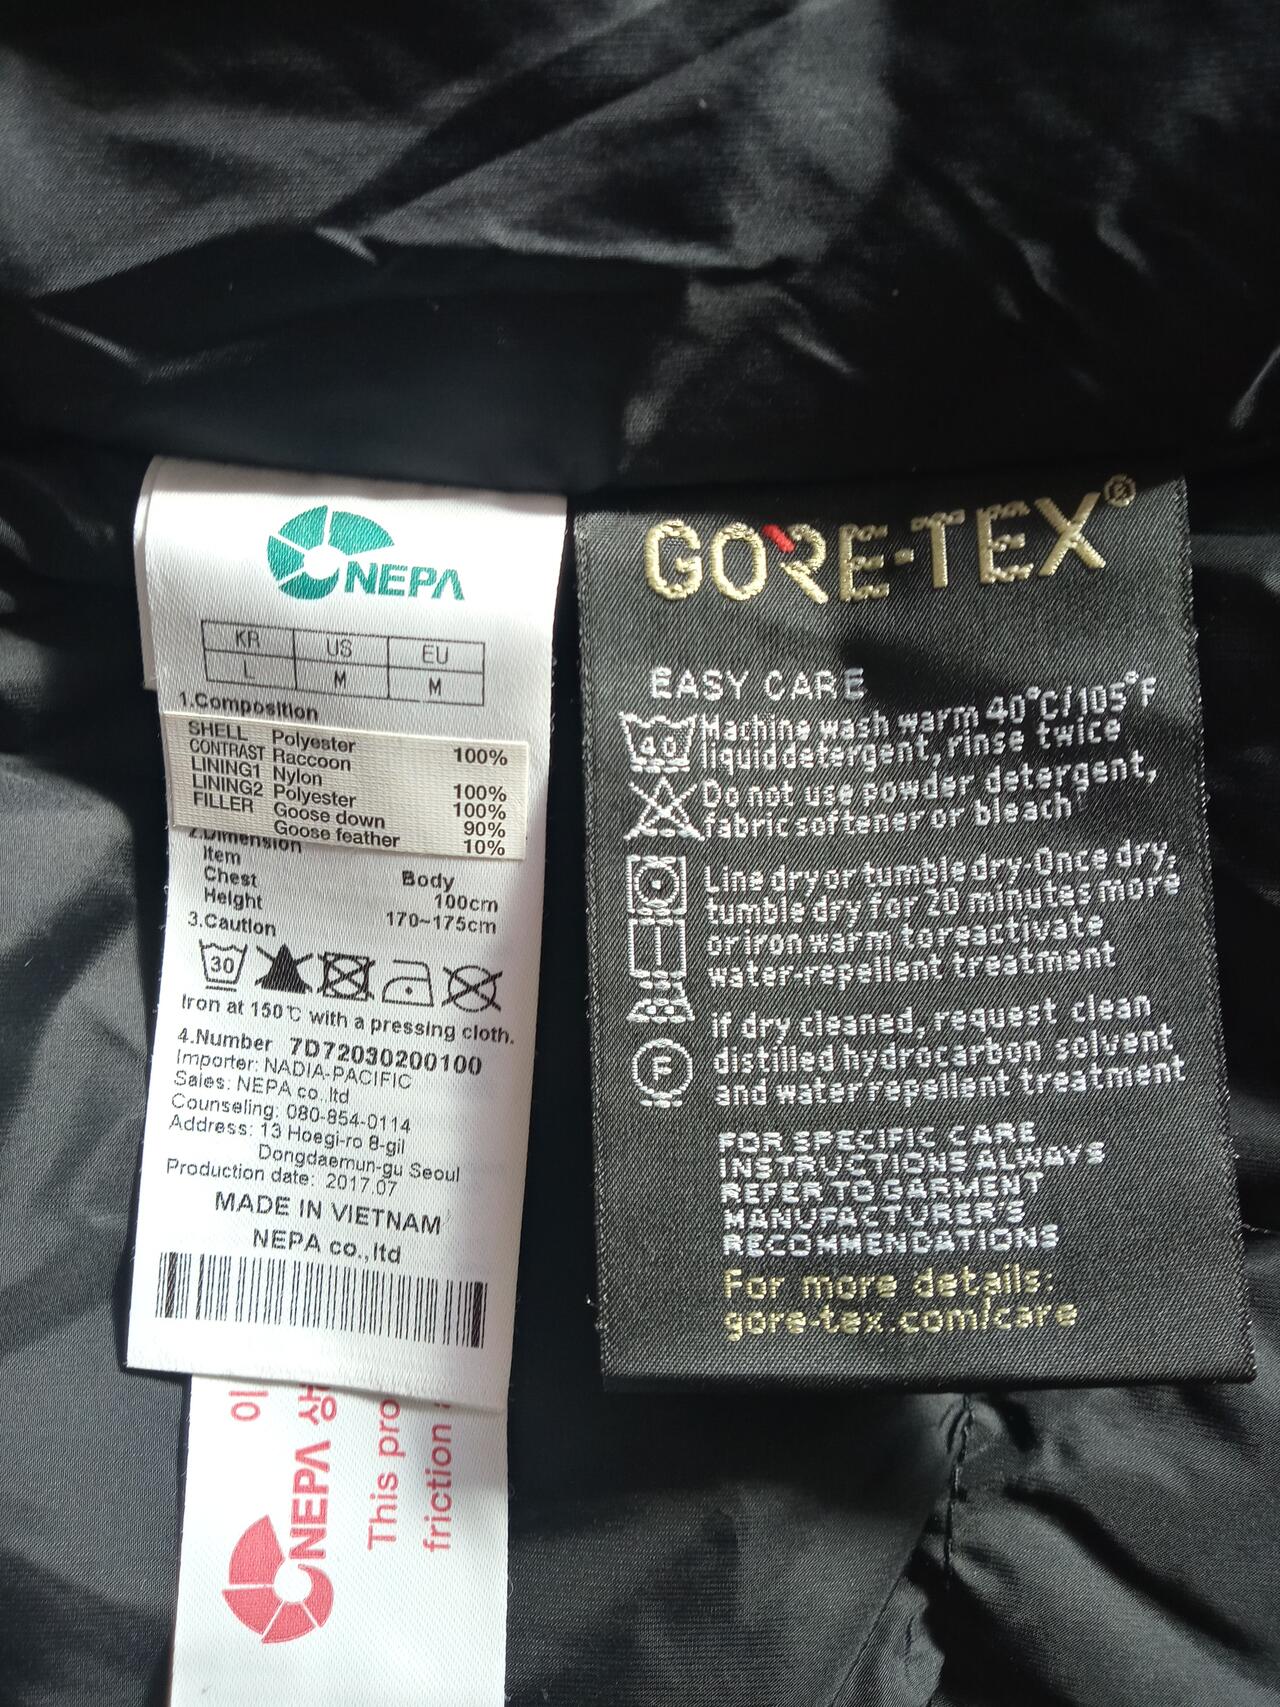 NEPA
KR US EU
L M M
1.Composition
SHELL Polyester 100%
CONTRAST Raccoon
LINING1 Nylon 100%
LINING2 Polyester 100%
FILLER Goose down 90%
Goose feather 10%
2.Dimension
Item Body
Chest 100cm
Height 170~175cm
3.Caution
30
Iron at 150℃ with a pressing cloth.
4.Number 7D72030200100
Importer: NADIA-PACIFIC
Sales: NEPA co.,ltd
Counseling: 080-854-0114
Address: 13 Hoegi-ro 8-gil
Dongdaemun-gu Seoul
Production date: 2017.07
MADE IN VIETNAM
NEPA co.,ltd
NEPA
This pro
friction
GORE-TEX®
EASY CARE
40
Machine wash warm 40°C/105°F
liquid detergent, rinse twice
Do not use powder detergent,
fabric softener or bleach
Line dry or tumble dry-Once dry,
tumble dry for 20 minutes more
or iron warm to reactivate
water-repellent treatment
F
if dry cleaned, request clean
distilled hydrocarbon solvent
and water repellent treatment
FOR SPECIFIC CARE
INSTRUCTIONS ALWAYS
REFER TO GARMENT
MANUFACTURER'S
RECOMMENDATIONS
For more details:
gore-tex.com/care